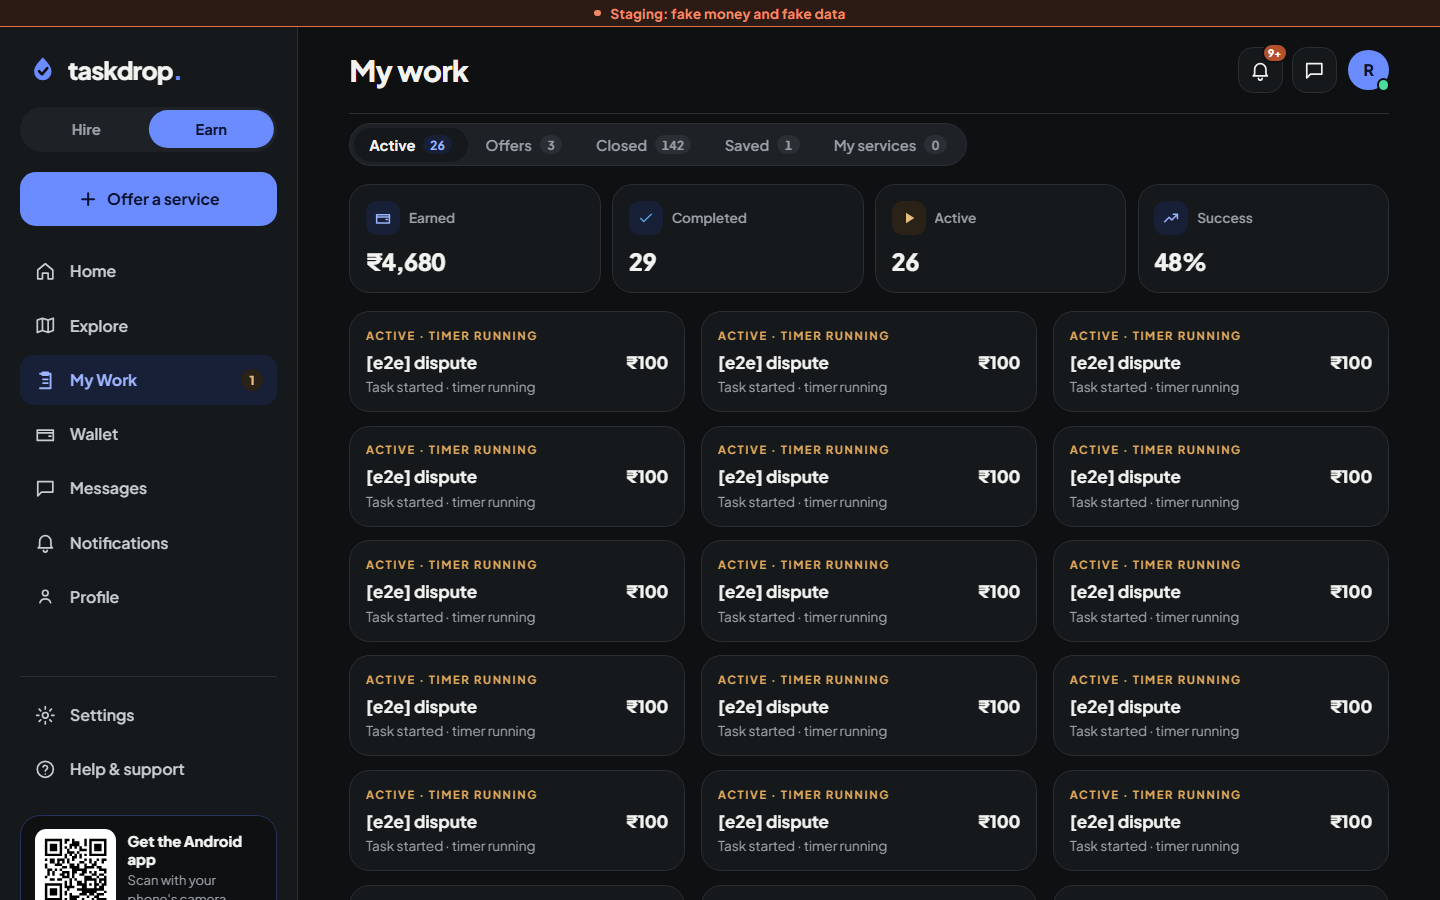 Staging: fake money and fake data
taskdrop.
Hire Earn
Offer a service
Home
Explore
My Work 1
Wallet
Messages
Notifications
Profile
Settings
Help & support
Get the Android
app
Scan with your
phone's camera
My work
9+
R
Active 26 Offers 3 Closed 142 Saved 1 My services 0
Earned
₹4,680
Completed
29
Active
26
Success
48%
ACTIVE · TIMER RUNNING
[e2e] dispute ₹100
Task started · timer running
ACTIVE · TIMER RUNNING
[e2e] dispute ₹100
Task started · timer running
ACTIVE · TIMER RUNNING
[e2e] dispute ₹100
Task started · timer running
ACTIVE · TIMER RUNNING
[e2e] dispute ₹100
Task started · timer running
ACTIVE · TIMER RUNNING
[e2e] dispute ₹100
Task started · timer running
ACTIVE · TIMER RUNNING
[e2e] dispute ₹100
Task started · timer running
ACTIVE · TIMER RUNNING
[e2e] dispute ₹100
Task started · timer running
ACTIVE · TIMER RUNNING
[e2e] dispute ₹100
Task started · timer running
ACTIVE · TIMER RUNNING
[e2e] dispute ₹100
Task started · timer running
ACTIVE · TIMER RUNNING
[e2e] dispute ₹100
Task started · timer running
ACTIVE · TIMER RUNNING
[e2e] dispute ₹100
Task started · timer running
ACTIVE · TIMER RUNNING
[e2e] dispute ₹100
Task started · timer running
ACTIVE · TIMER RUNNING
[e2e] dispute ₹100
Task started · timer running
ACTIVE · TIMER RUNNING
[e2e] dispute ₹100
Task started · timer running
ACTIVE · TIMER RUNNING
[e2e] dispute ₹100
Task started · timer running